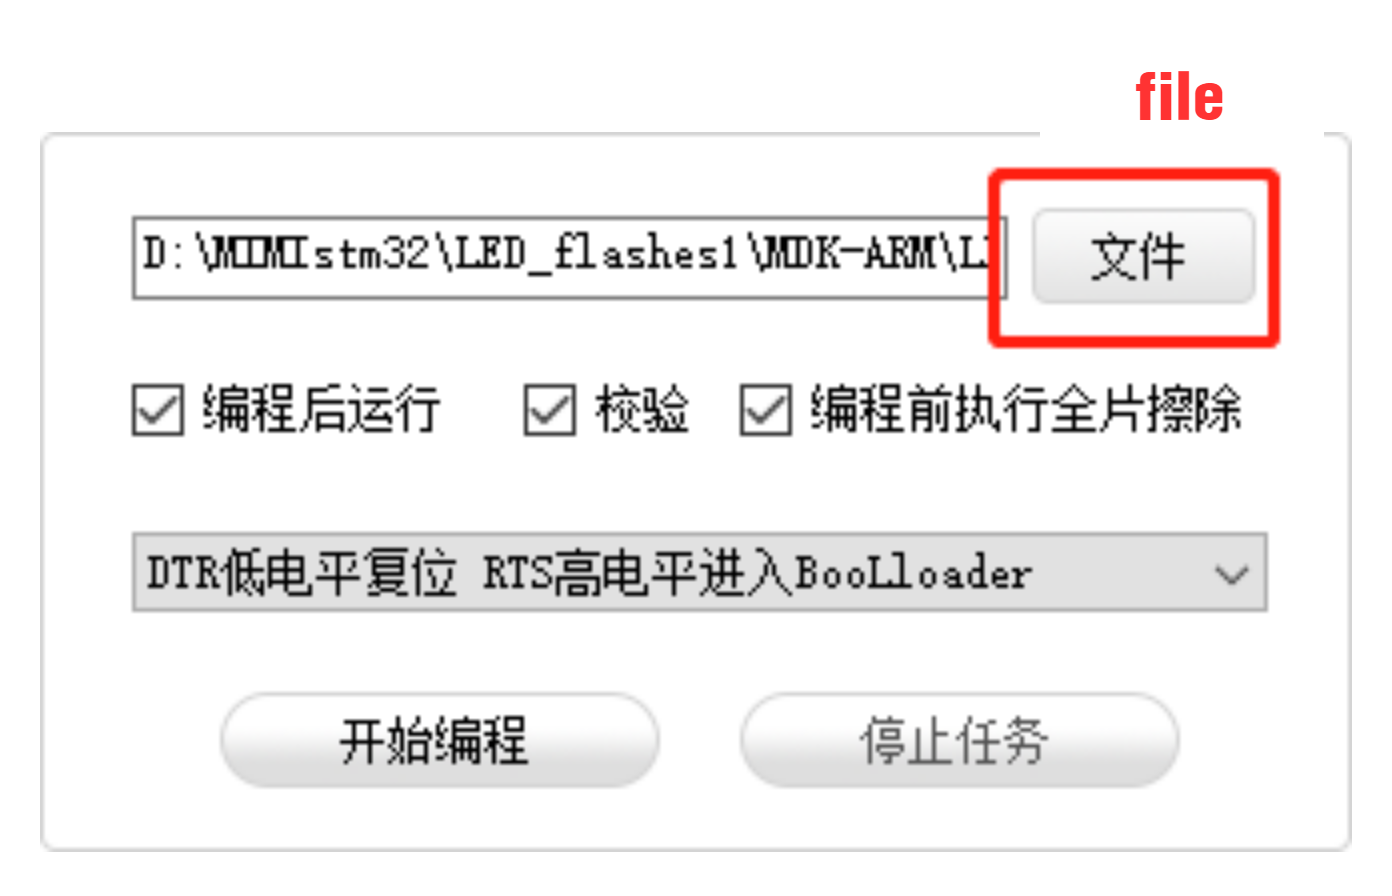 file
D:\MIMIstm32\LED_flashes1\MDK-ARM\L
文件
编程后运行 校验 编程前执行全片擦除
DTR低电平复位 RTS高电平进入BooLloader
开始编程 停止任务